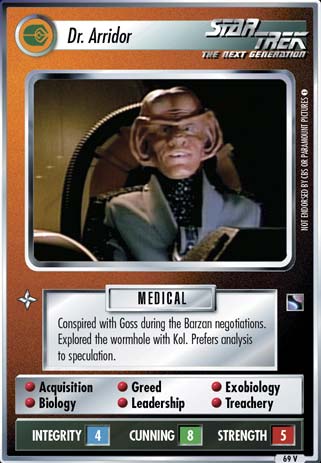 Dr. Arridor
STAR TREK
THE NEXT GENERATION
NOT ENDORSED BY CBS OR PARAMOUNT PICTURES
MEDICAL
Conspired with Goss during the Barzan negotiations.
Explored the wormhole with Kol. Prefers analysis
to speculation.
Acquisition
Greed
Exobiology
Biology
Leadership
Treachery
INTEGRITY 4
CUNNING 8
STRENGTH 5
69 V